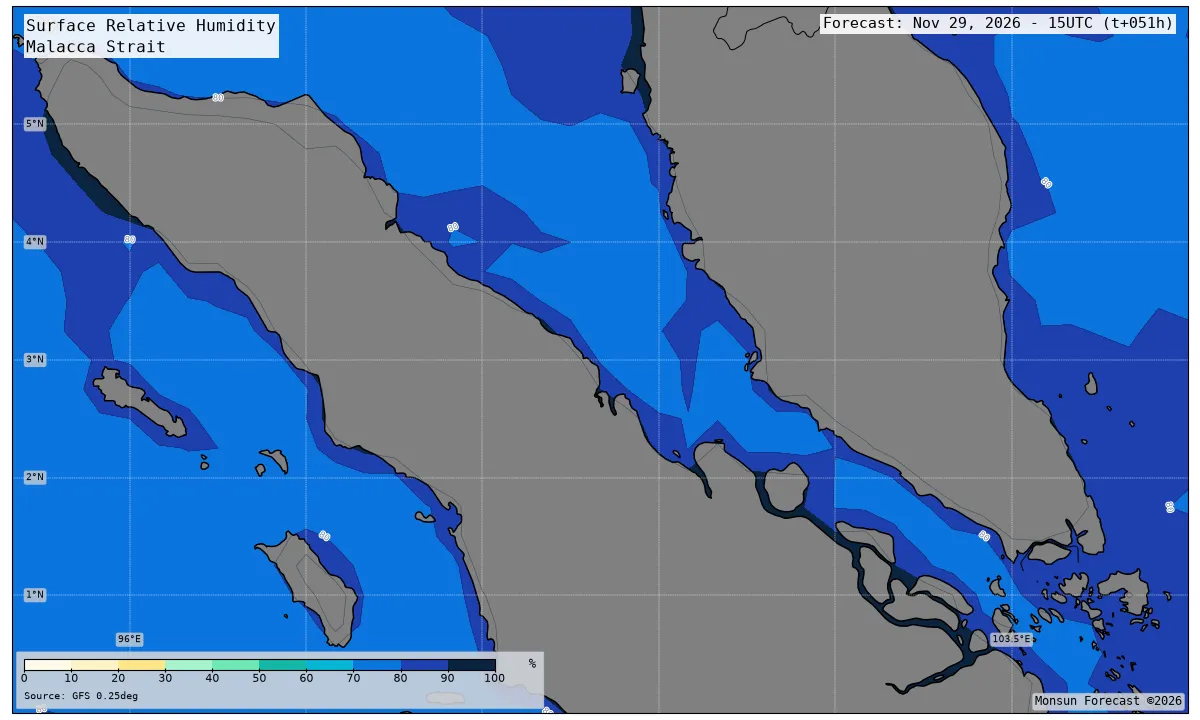 Surface Relative Humidity
Malacca Strait
Forecast: Nov 29, 2026 - 15UTC (t+051h)
80
5°N
80
80
4°N
80
3°N
2°N
80
80
80
1°N
96°E
103.5°E
%
0 10 20 30 40 50 60 70 80 90 100
Source: GFS 0.25deg
Monsun Forecast ©2026